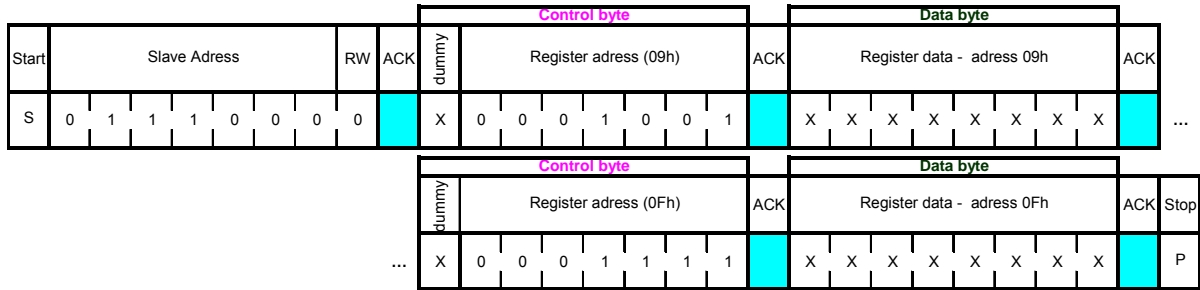 Control byte Data byte
Start Slave Adress RW ACK dummy Register adress (09h) ACK Register data - adress 09h ACK
S 0 1 1 1 0 0 0 0 X 0 0 0 1 0 0 1 X X X X X X X X ...
Control byte Data byte
dummy Register adress (0Fh) ACK Register data - adress 0Fh ACK Stop
... X 0 0 0 1 1 1 1 X X X X X X X X P